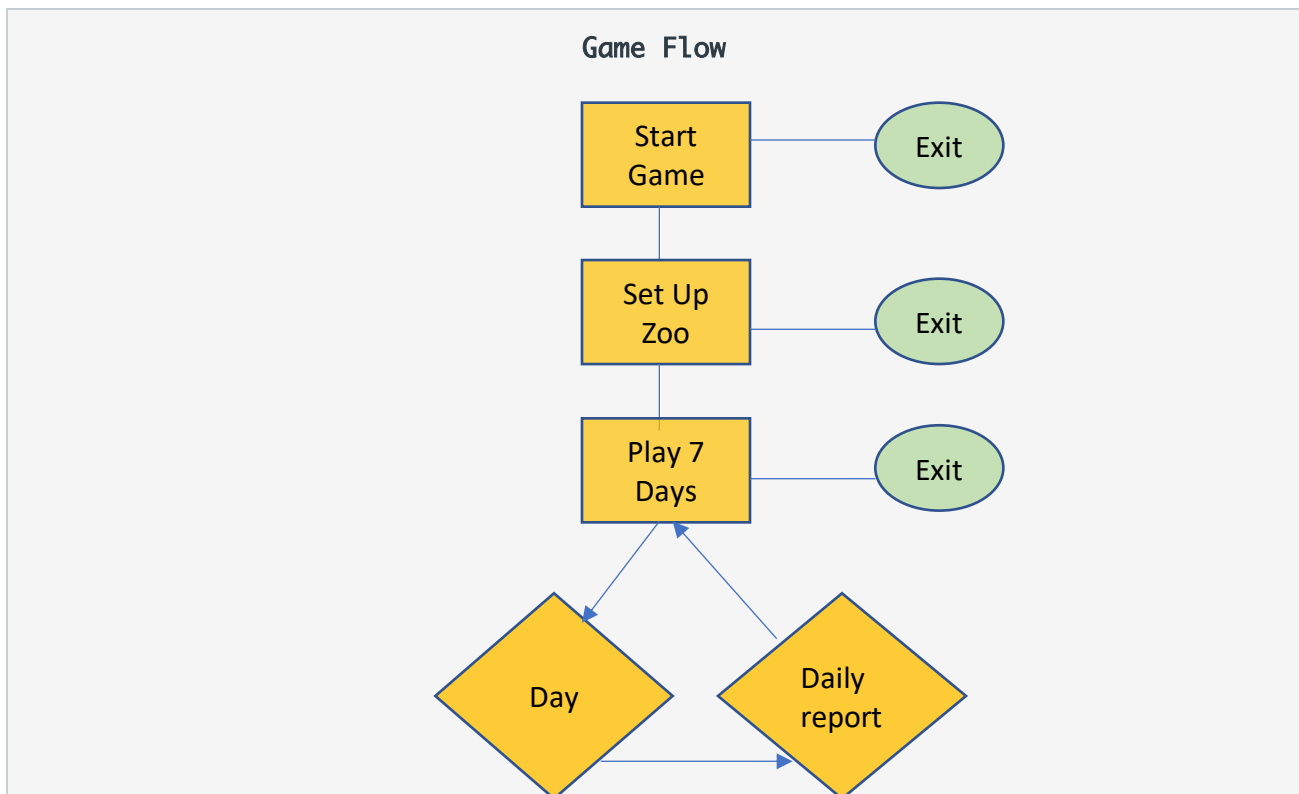 Game Flow
Start
Game
Exit
Set Up
Zoo
Exit
Play 7
Days
Exit
Day
Daily
report